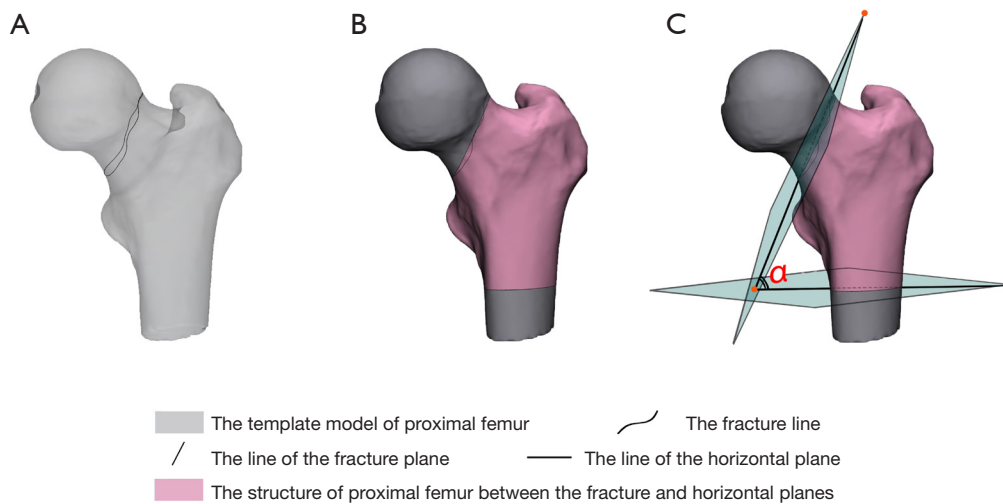 A
B
C
α
The template model of proximal femur
The fracture line
The line of the fracture plane
The line of the horizontal plane
The structure of proximal femur between the fracture and horizontal planes